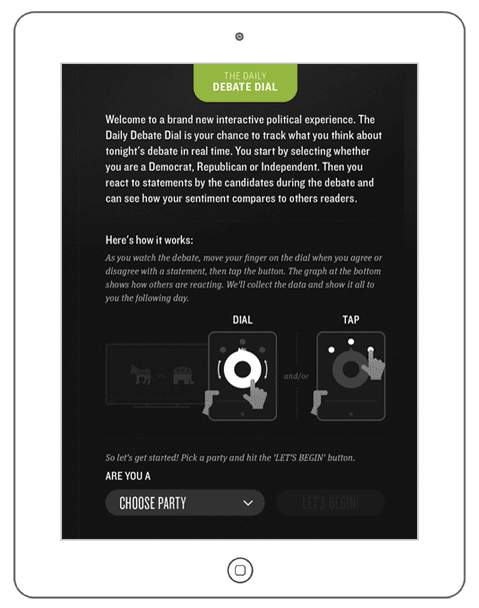 THE DAILY
DEBATE DIAL
Welcome to a brand new interactive political experience. The
Daily Debate Dial is your chance to track what you think about
tonight's debate in real time. You start by selecting whether
you are a Democrat, Republican or Independent. Then you
react to statements by the candidates during the debate and
can see how your sentiment compares to others readers.
Here's how it works:
As you watch the debate, move your finger on the dial when you agree or
disagree with a statement, then tap the button. The graph at the bottom
shows how others are reacting. We'll collect the data and show it all to
you the following day.
DIAL
TAP
and/or
So let's get started! Pick a party and hit the 'LET'S BEGIN' button.
ARE YOU A
CHOOSE PARTY
LET'S BEGIN!